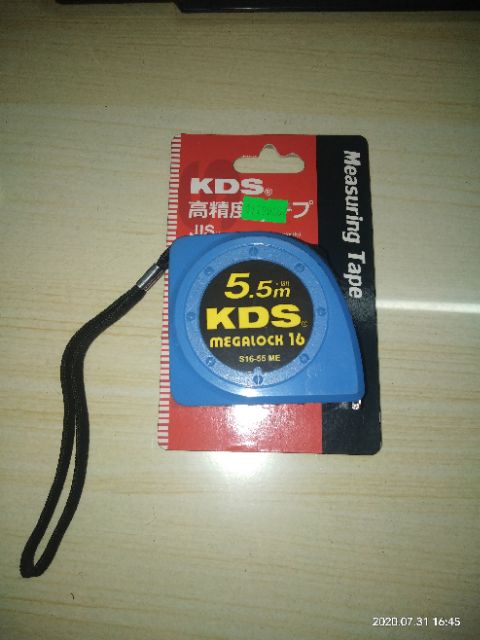 KDS®
高精度
プ
JIS
Measuring Tape
5.5m
KDS
MEGALOCK 16
S16-55 ME
2020.07.31 16:45